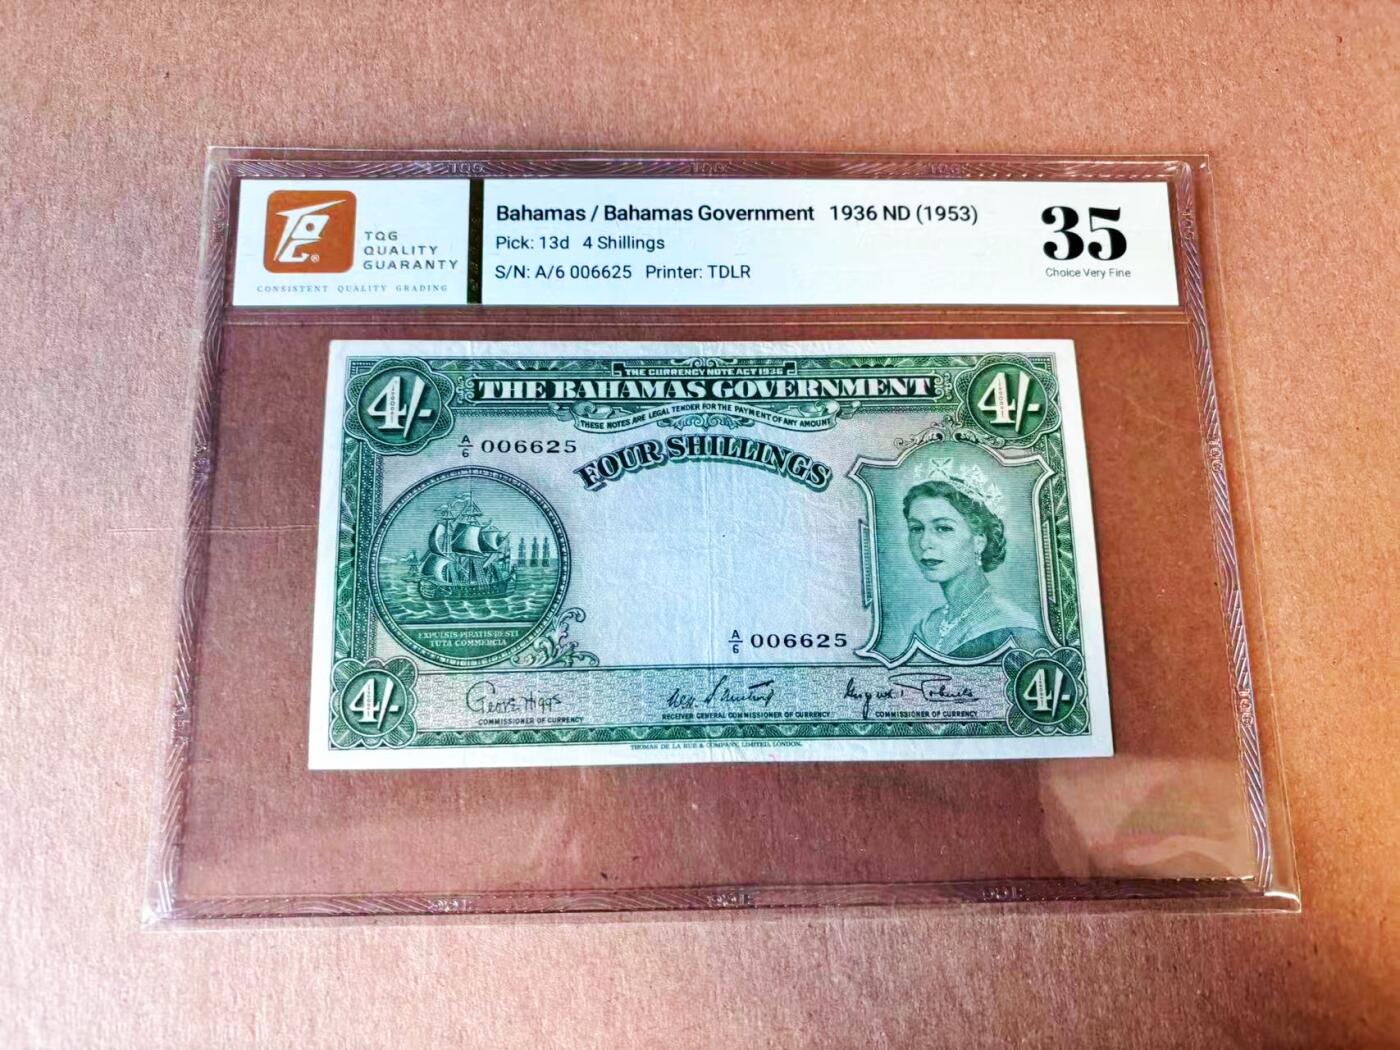 TQG
QUALITY
GUARANTY
CONSISTENT QUALITY GRADING
Bahamas / Bahamas Government 1936 ND (1953)
Pick: 13d 4 Shillings
S/N: A/6 006625 Printer: TDLR
35
Choice Very Fine
THE CURRENCY NOTE ACT 1936
4/- THE BAHAMAS GOVERNMENT 4/-
THESE NOTES ARE LEGAL TENDER FOR THE PAYMENT OF ANY AMOUNT
A/6 006625
FOUR SHILLINGS
EXPULSIS PIRATIS RESTI
TUTA COMMERCIA
A/6 006625
4/- 4/-
COMMISSIONER OF CURRENCY
RECEIVER GENERAL COMMISSIONER OF CURRENCY
COMMISSIONER OF CURRENCY
THOMAS DE LA RUE & COMPANY, LIMITED, LONDON.